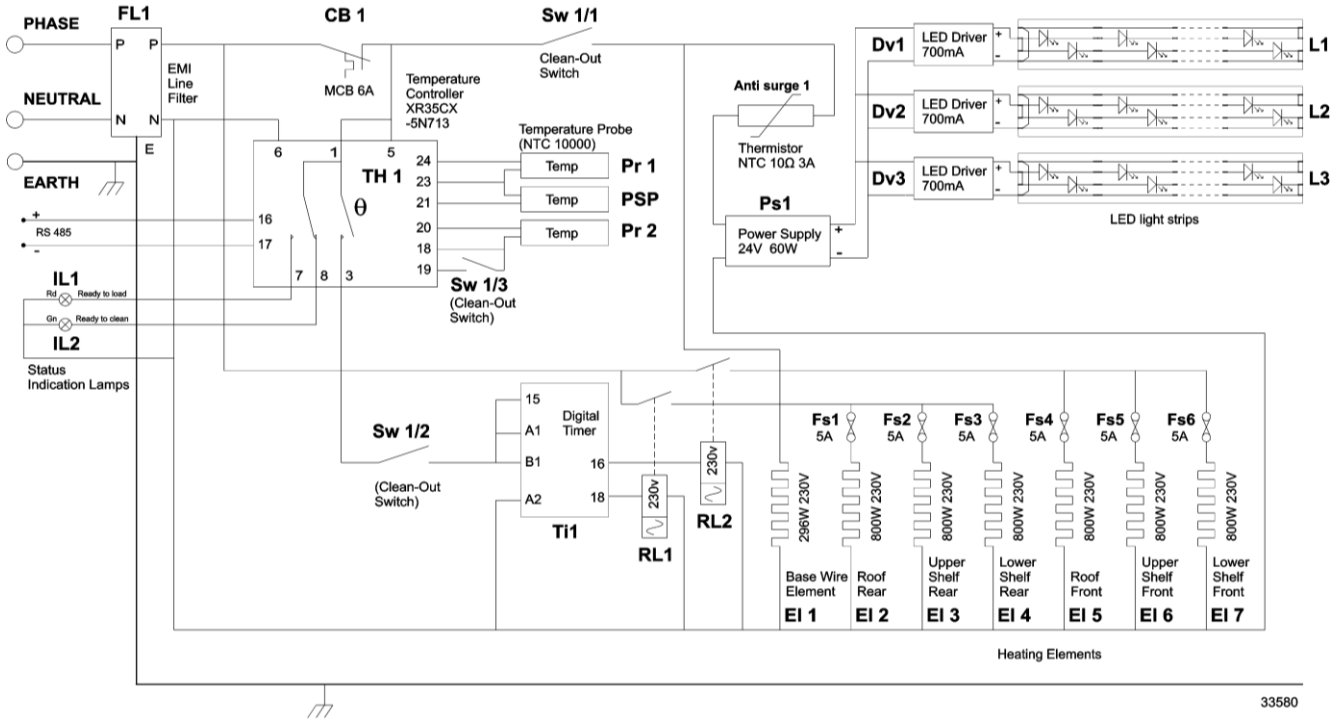 PHASE
FL1
CB 1
Sw 1/1
P P
EMI
Line
Filter
MCB 6A
Clean-Out
Switch
NEUTRAL
N N
E
EARTH
Temperature
Controller
XR35CX
-5N713
6 1 5
TH 1
θ
24
23
21
20
18
19
16
17
7 8 3
Temperature Probe
(NTC 10000)
Temp
Pr 1
Temp
PSP
Temp
Pr 2
Sw 1/3
(Clean-Out
Switch)
+
RS 485
-
IL1
Rd
Ready to load
Gn
Ready to clean
IL2
Status
Indication Lamps
Anti surge 1
Thermistor
NTC 10Ω 3A
Ps1
Power Supply
24V 60W
+
-
Dv1
LED Driver
700mA
+
-
L1
Dv2
LED Driver
700mA
+
-
L2
Dv3
LED Driver
700mA
+
-
L3
LED light strips
Sw 1/2
(Clean-Out
Switch)
15
A1
B1
A2
Digital
Timer
16
18
Ti1
230v
RL1
230v
RL2
Fs1
5A
Fs2
5A
Fs3
5A
Fs4
5A
Fs5
5A
Fs6
5A
296W 230V
800W 230V
800W 230V
800W 230V
800W 230V
800W 230V
800W 230V
Base Wire
Element
El 1
Roof
Rear
El 2
Upper
Shelf
Rear
El 3
Lower
Shelf
Rear
El 4
Roof
Front
El 5
Upper
Shelf
Front
El 6
Lower
Shelf
Front
El 7
Heating Elements
33580